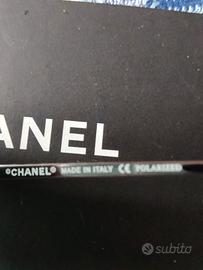 ANEL
©CHANEL® MADE IN ITALY CE POLARIZED
subito